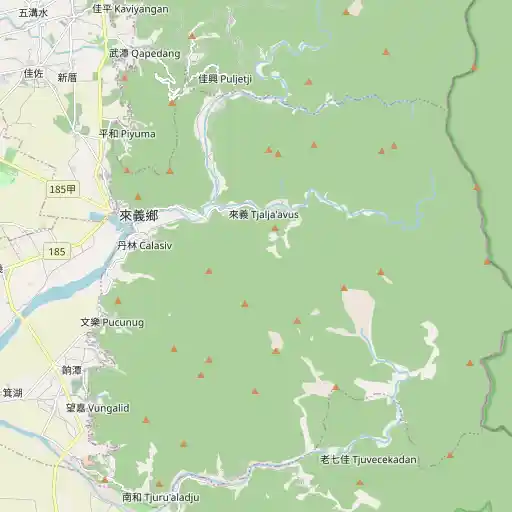 五溝水
佳平 Kaviyangan
武潭 Qapedang
佳佐
新厝
佳興 Puljetji
平和 Piyuma
185甲
來義鄉
來義 Tjalja'avus
丹林 Calasiv
185
文樂 Pucunug
餉潭
箕湖
望嘉 Vungalid
老七佳 Tjuvecekadan
南和 Tjuru'aladju